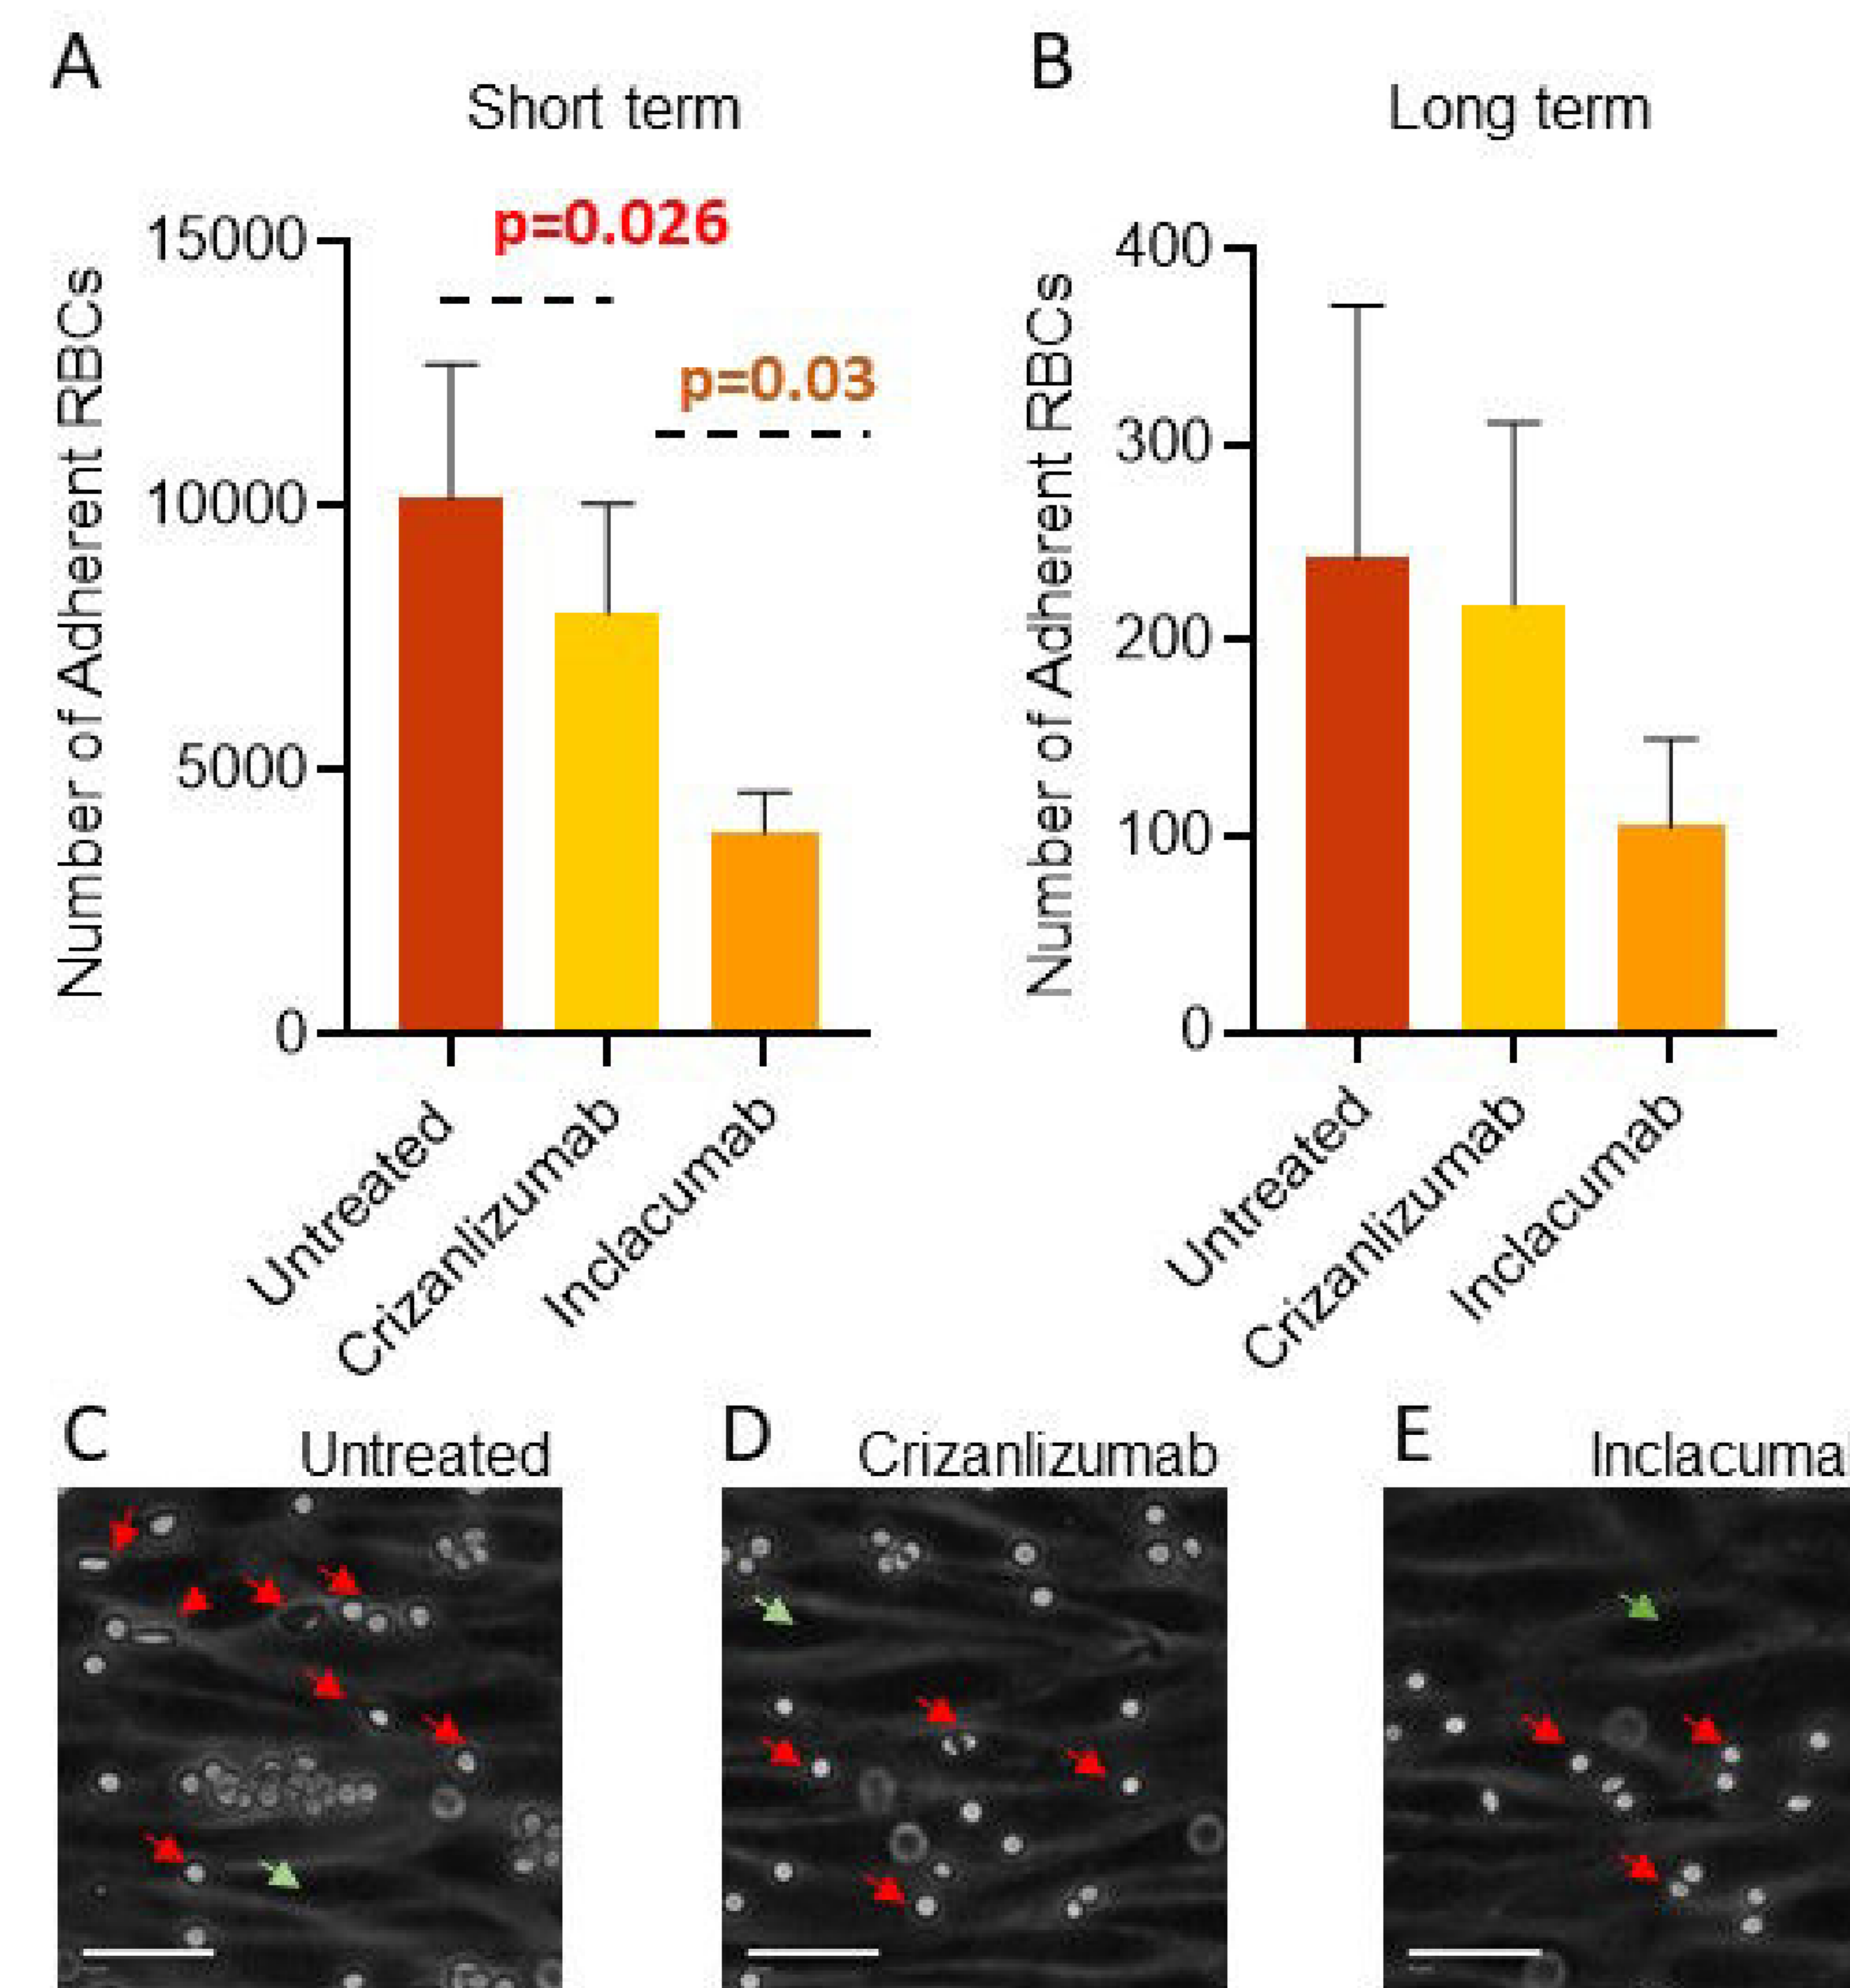 A
Short term
p=0.026
p=0.03
15000
10000
5000
0
Number of Adherent RBCs
Untreated
Crizanlizumab
Inclacumab
B
Long term
400
300
200
100
0
Number of Adherent RBCs
Untreated
Crizanlizumab
Inclacumab
C
Untreated
D
Crizanlizumab
E
Inclacumal